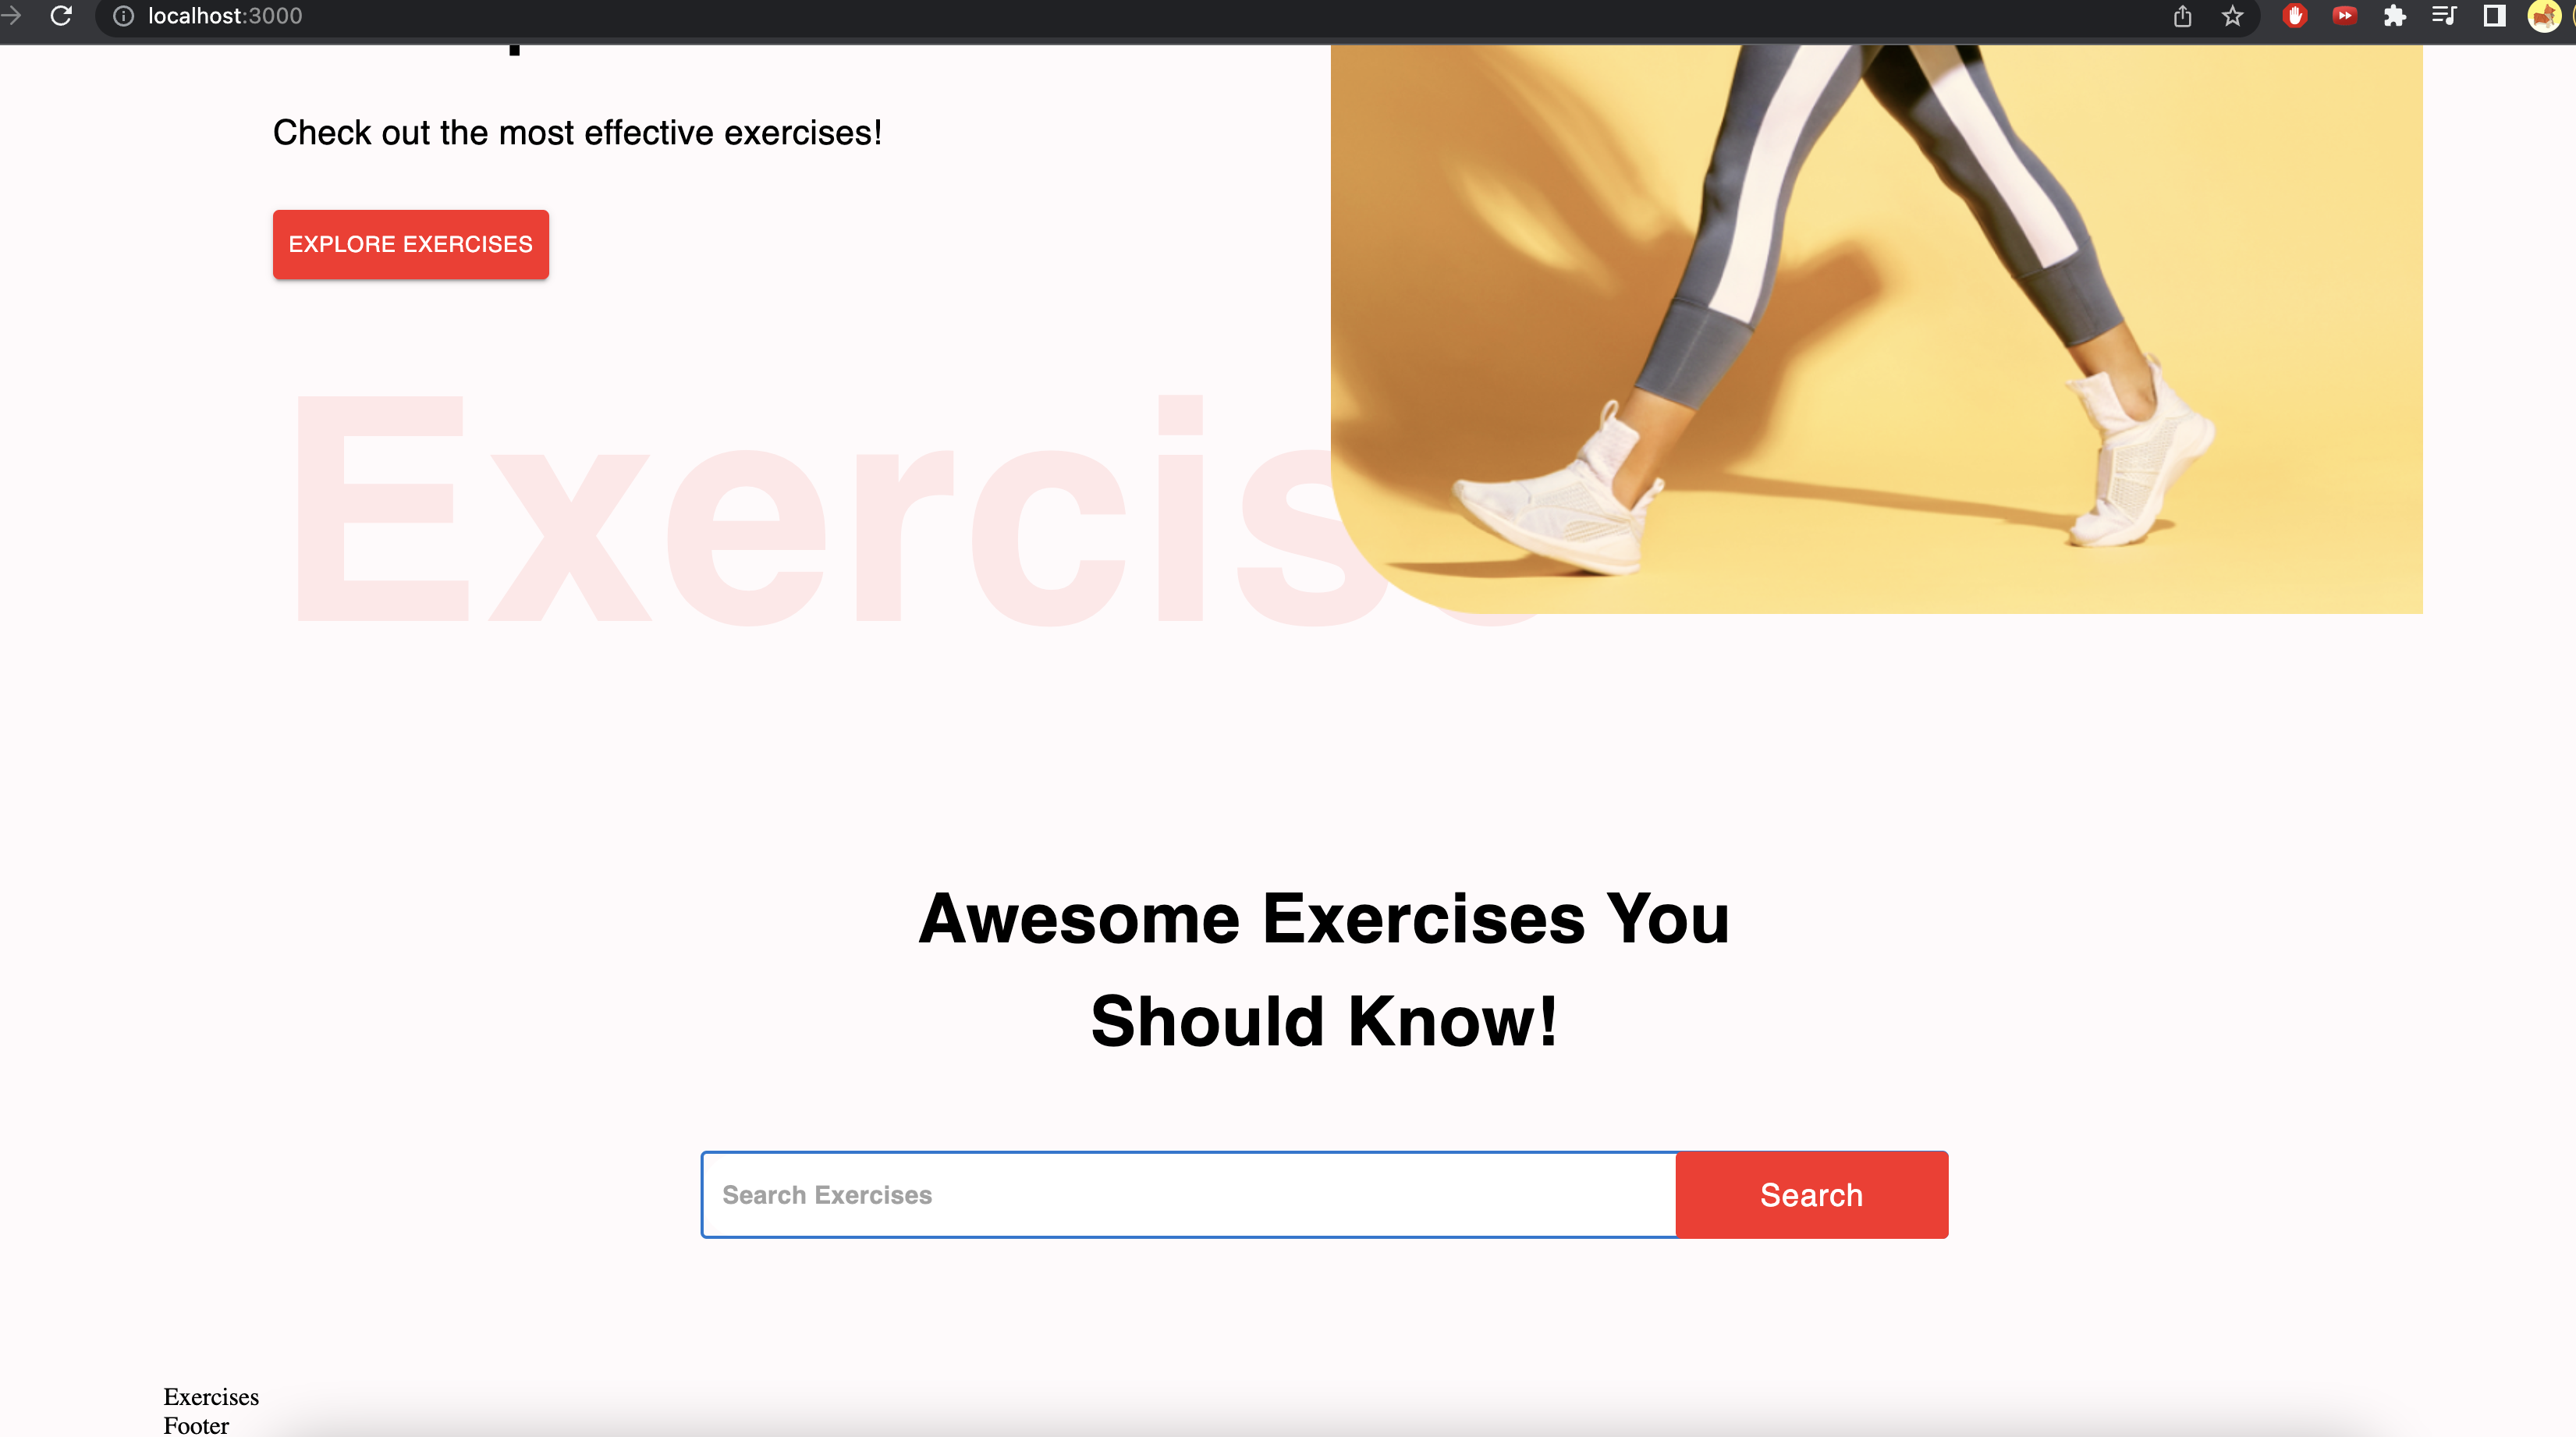 localhost:3000
Check out the most effective exercises!
EXPLORE EXERCISES
Exercise
Awesome Exercises You
Should Know!
Search Exercises
Search
Exercises
Footer